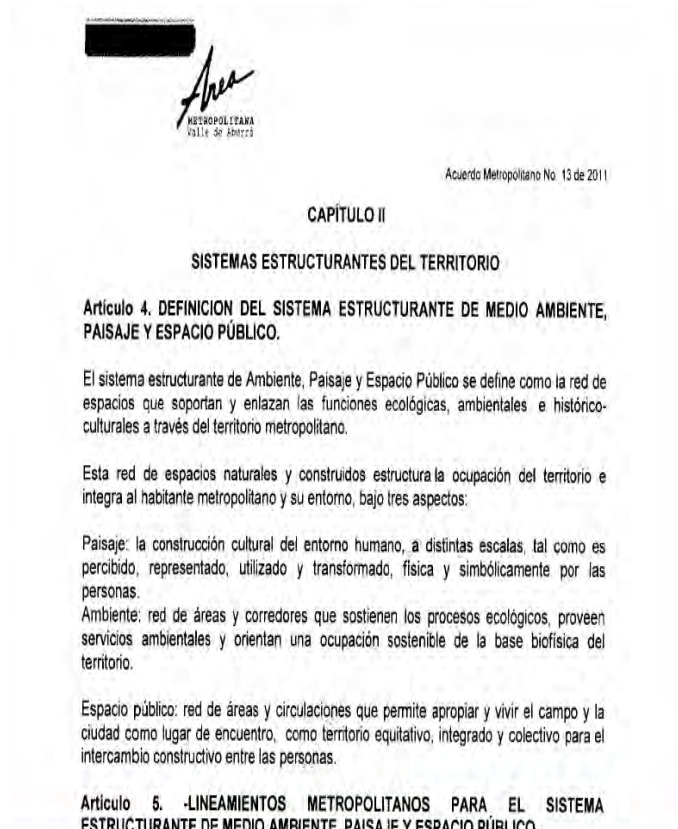 Área
METROPOLITANA
Valle de Aburrá
Acuerdo Metropolitano No. 13 de 2011
CAPÍTULO II
SISTEMAS ESTRUCTURANTES DEL TERRITORIO
Artículo 4. DEFINICION DEL SISTEMA ESTRUCTURANTE DE MEDIO AMBIENTE,
PAISAJE Y ESPACIO PÚBLICO.
El sistema estructurante de Ambiente, Paisaje y Espacio Público se define como la red de
espacios que soportan y enlazan las funciones ecológicas, ambientales e histórico-
culturales a través del territorio metropolitano.
Esta red de espacios naturales y construidos estructura la ocupación del territorio e
integra al habitante metropolitano y su entorno, bajo tres aspectos:
Paisaje: la construcción cultural del entorno humano, a distintas escalas, tal como es
percibido, representado, utilizado y transformado, física y simbólicamente por las
personas.
Ambiente: red de áreas y corredores que sostienen los procesos ecológicos, proveen
servicios ambientales y orientan una ocupación sostenible de la base biofísica del
territorio.
Espacio público: red de áreas y circulaciones que permite apropiar y vivir el campo y la
ciudad como lugar de encuentro, como territorio equitativo, integrado y colectivo para el
intercambio constructivo entre las personas.
Artículo 5. -LINEAMIENTOS METROPOLITANOS PARA EL SISTEMA
ESTRUCTURANTE DE MEDIO AMBIENTE, PAISAJE Y ESPACIO PÚBLICO